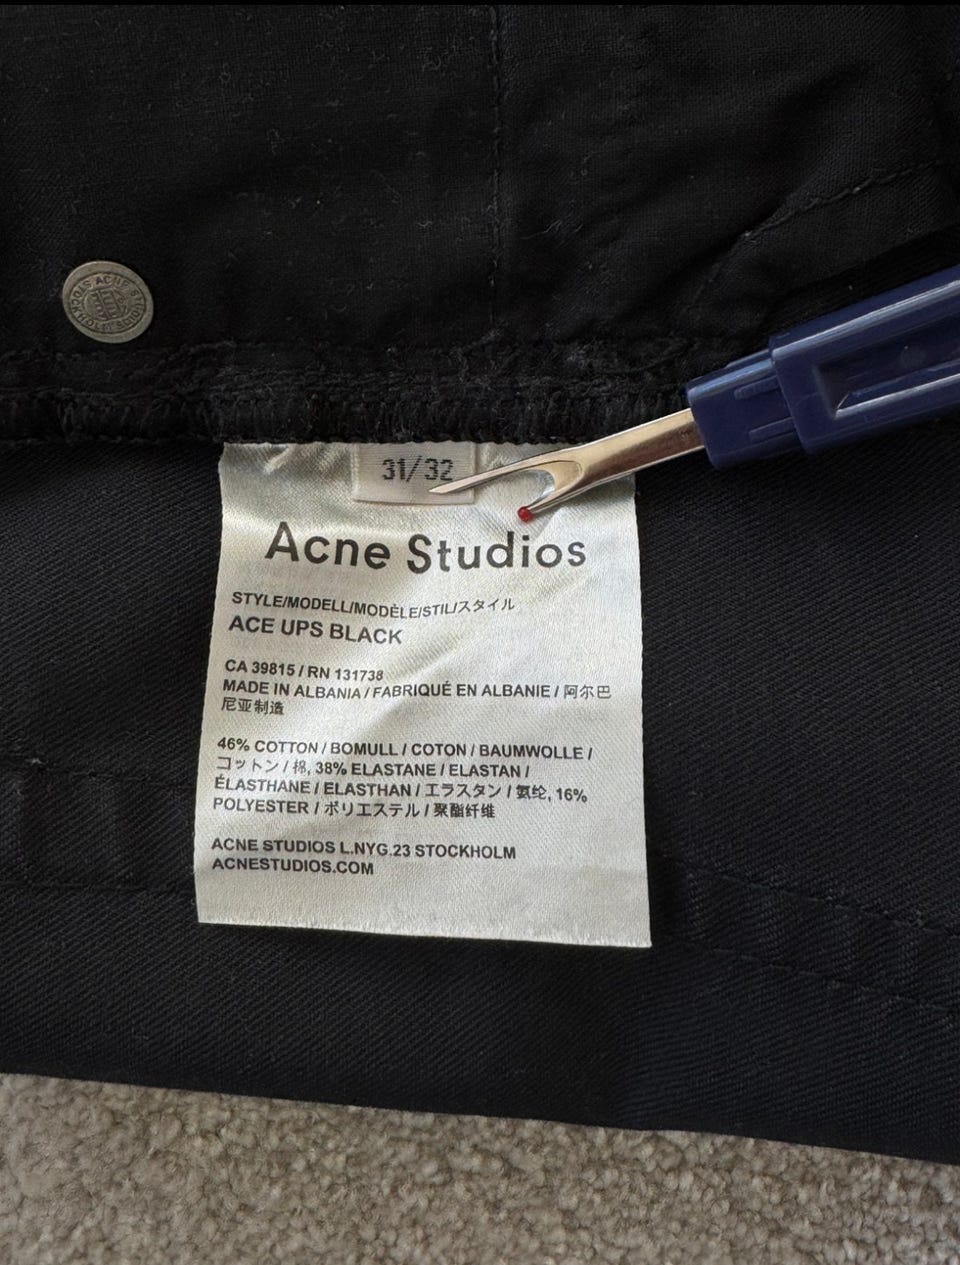 STOCKHOLM STUDIOS ACNE
31/32
Acne Studios
STYLE/MODELL/MODÈLE/STIL/スタイル
ACE UPS BLACK
CA 39815 / RN 131738
MADE IN ALBANIA / FABRIQUÉ EN ALBANIE / 阿尔巴
尼亚制造
46% COTTON / BOMULL / COTON / BAUMWOLLE /
コットン / 棉, 38% ELASTANE / ELASTAN /
ÉLASTHANE / ELASTHAN / エラスタン / 氨纶, 16%
POLYESTER / ポリエステル / 聚酯纤维
ACNE STUDIOS L.NYG.23 STOCKHOLM
ACNESTUDIOS.COM